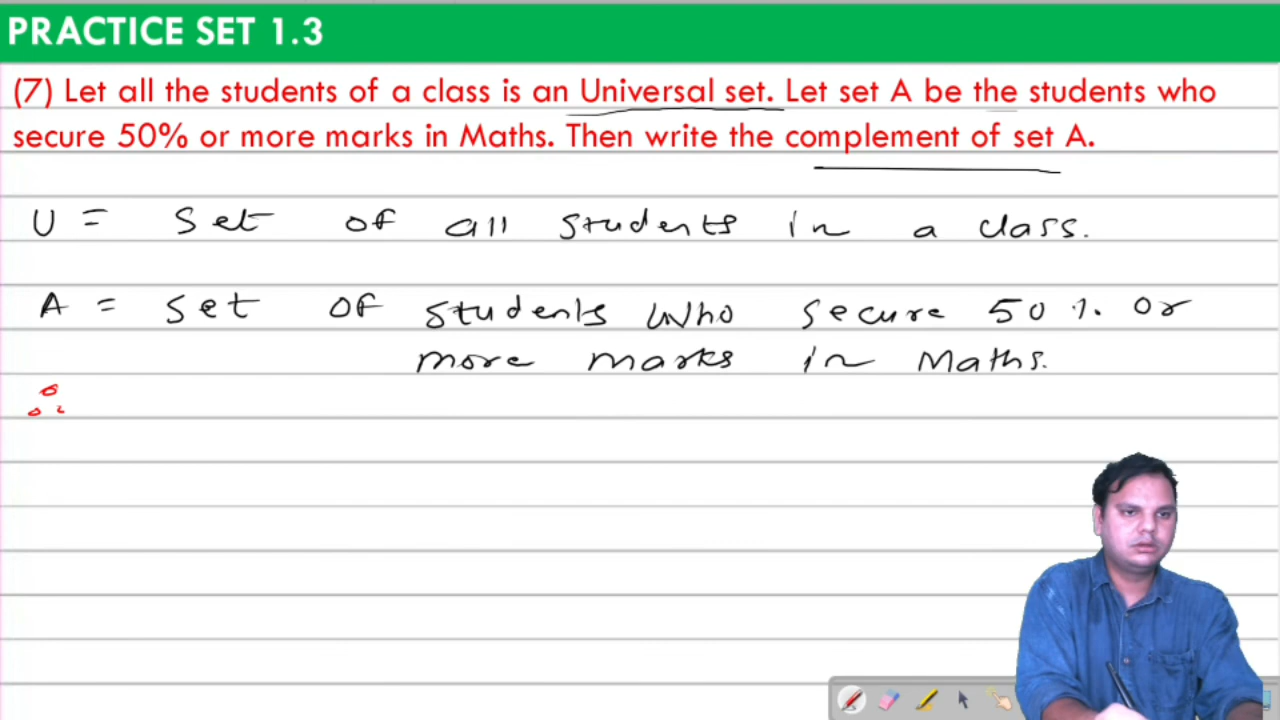 PRACTICE SET 1.3
(7) Let all the students of a class is an Universal set. Let set A be the students who
secure 50% or more marks in Maths. Then write the complement of set A.
U = Set of all students in a class.
A = Set of students who secure 50 % or
more marks in Maths.
∴